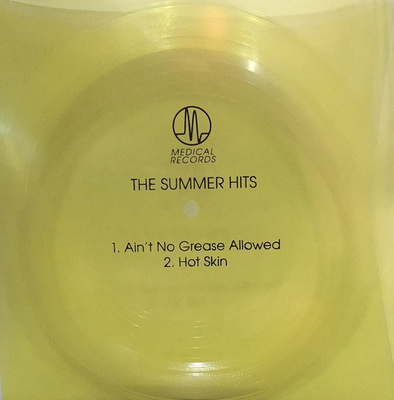 MEDICAL
RECORDS
THE SUMMER HITS
1. Ain't No Grease Allowed
2. Hot Skin